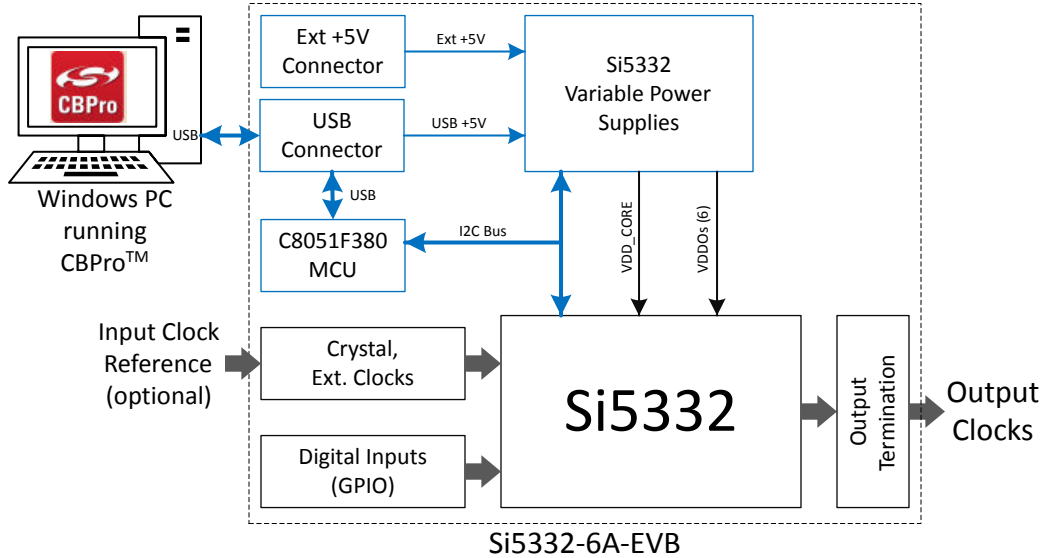 CBPro
USB
Windows PC
running
CBPro™
Ext +5V
Connector
Ext +5V
Si5332
Variable Power
Supplies
USB
Connector
USB +5V
USB
C8051F380
MCU
I2C Bus
VDD_CORE
VDDOs (6)
Input Clock
Reference
(optional)
Crystal,
Ext. Clocks
Digital Inputs
(GPIO)
Si5332
Output
Termination
Output
Clocks
Si5332-6A-EVB